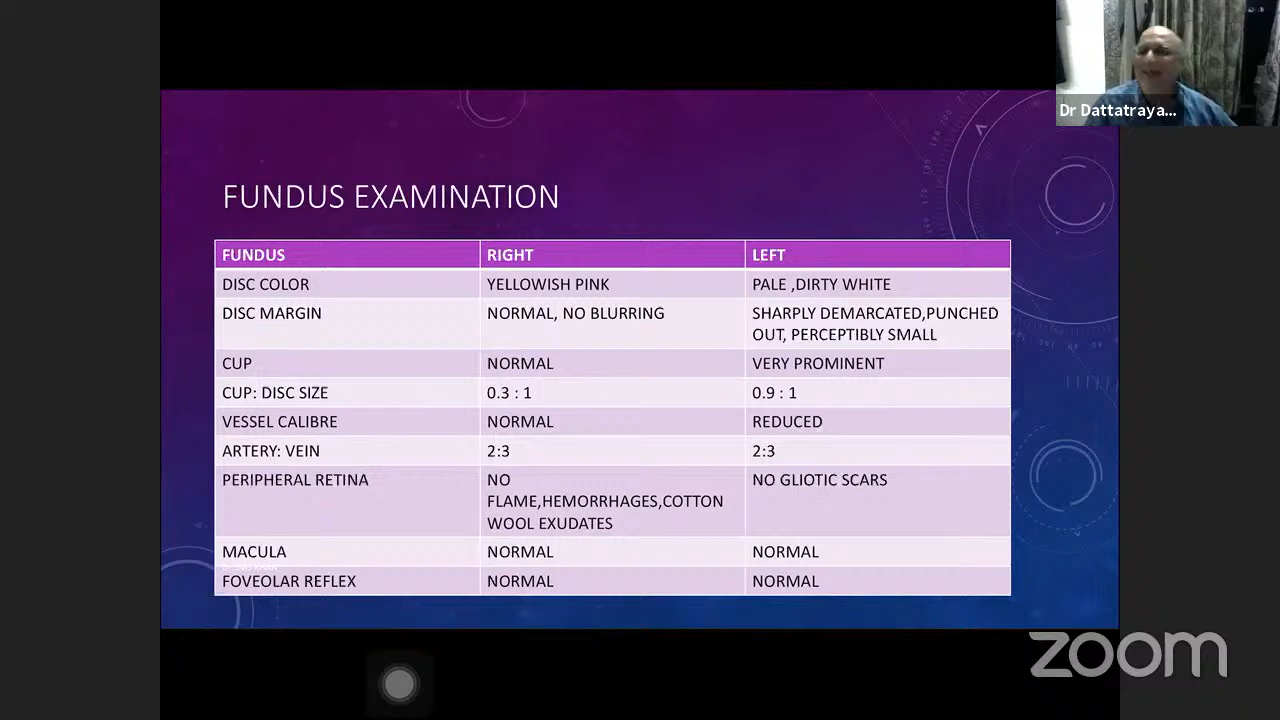 Dr Dattatraya...
FUNDUS EXAMINATION
FUNDUS RIGHT LEFT
DISC COLOR YELLOWISH PINK PALE ,DIRTY WHITE
DISC MARGIN NORMAL, NO BLURRING SHARPLY DEMARCATED,PUNCHED
OUT, PERCEPTIBLY SMALL
CUP NORMAL VERY PROMINENT
CUP: DISC SIZE 0.3 : 1 0.9 : 1
VESSEL CALIBRE NORMAL REDUCED
ARTERY: VEIN 2:3 2:3
PERIPHERAL RETINA NO NO GLIOTIC SCARS
FLAME,HEMORRHAGES,COTTON
WOOL EXUDATES
MACULA NORMAL NORMAL
FOVEOLAR REFLEX NORMAL NORMAL
zoom